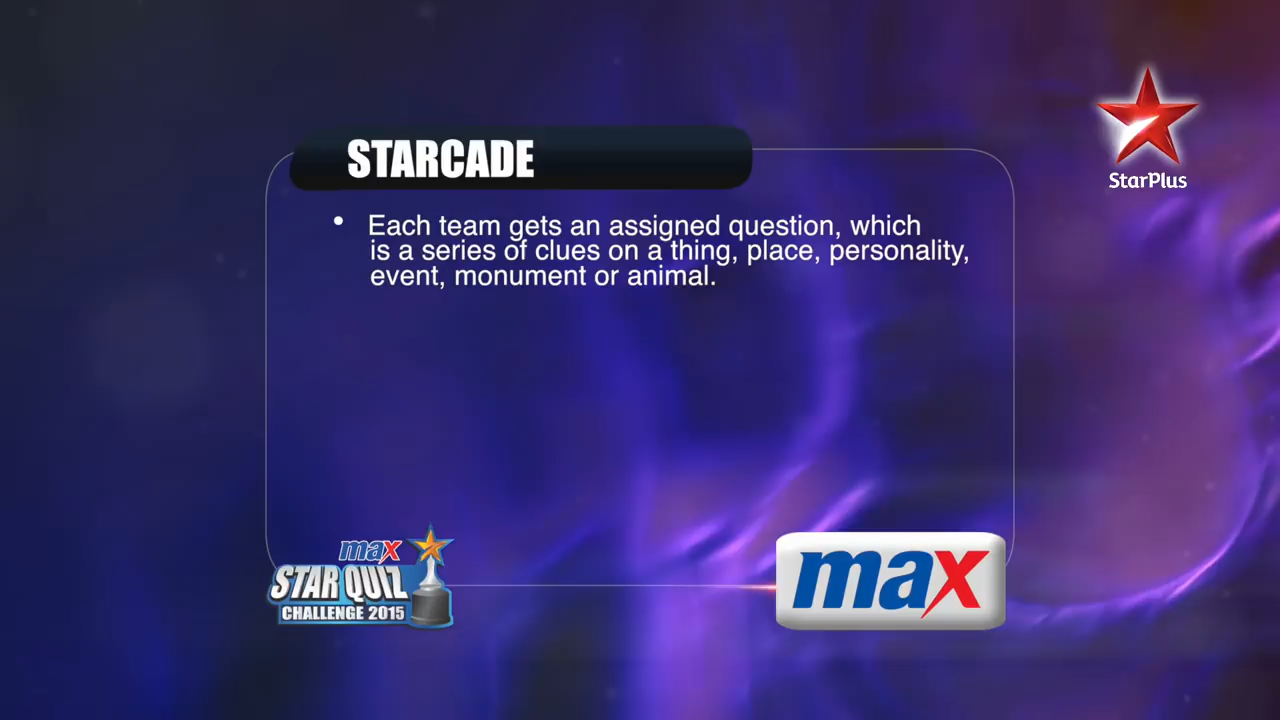 STARCADE
StarPlus
• Each team gets an assigned question, which
is a series of clues on a thing, place, personality,
event, monument or animal.
max
STAR QUIZ
CHALLENGE 2015
max